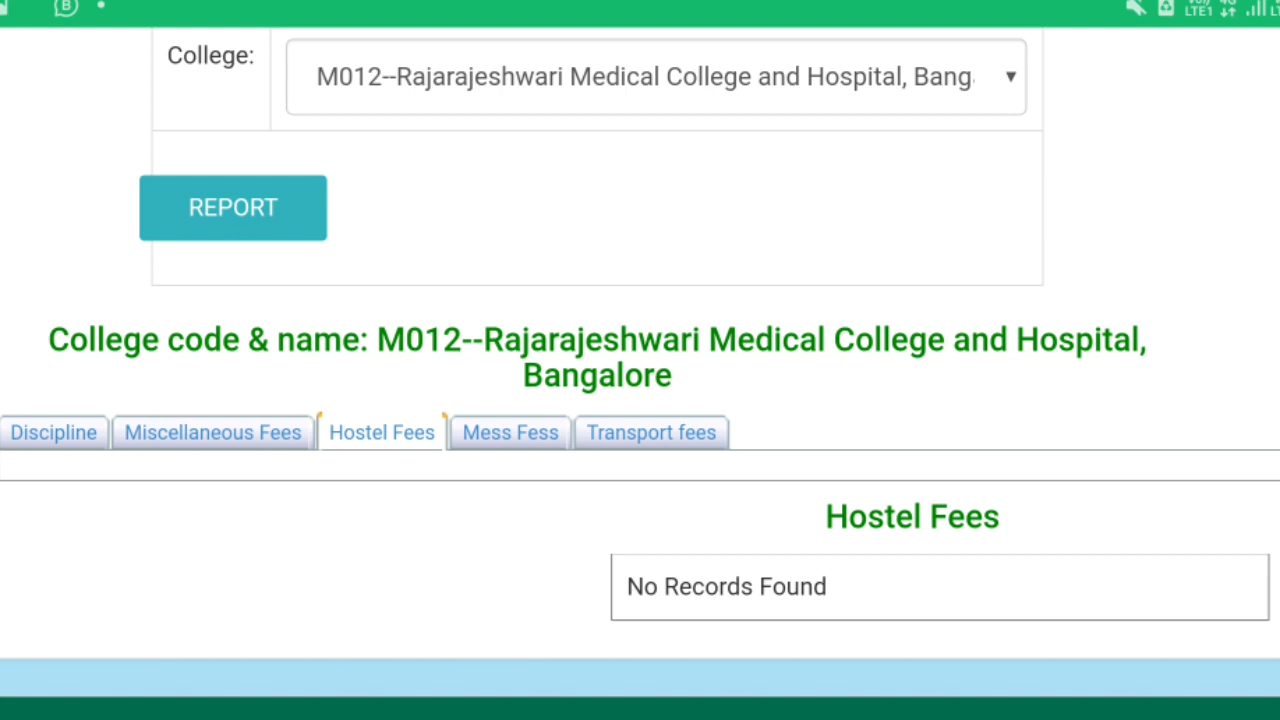 LTE1
College:
M012--Rajarajeshwari Medical College and Hospital, Bang
REPORT
College code & name: M012--Rajarajeshwari Medical College and Hospital,
Bangalore
Discipline Miscellaneous Fees Hostel Fees Mess Fess Transport fees
Hostel Fees
No Records Found